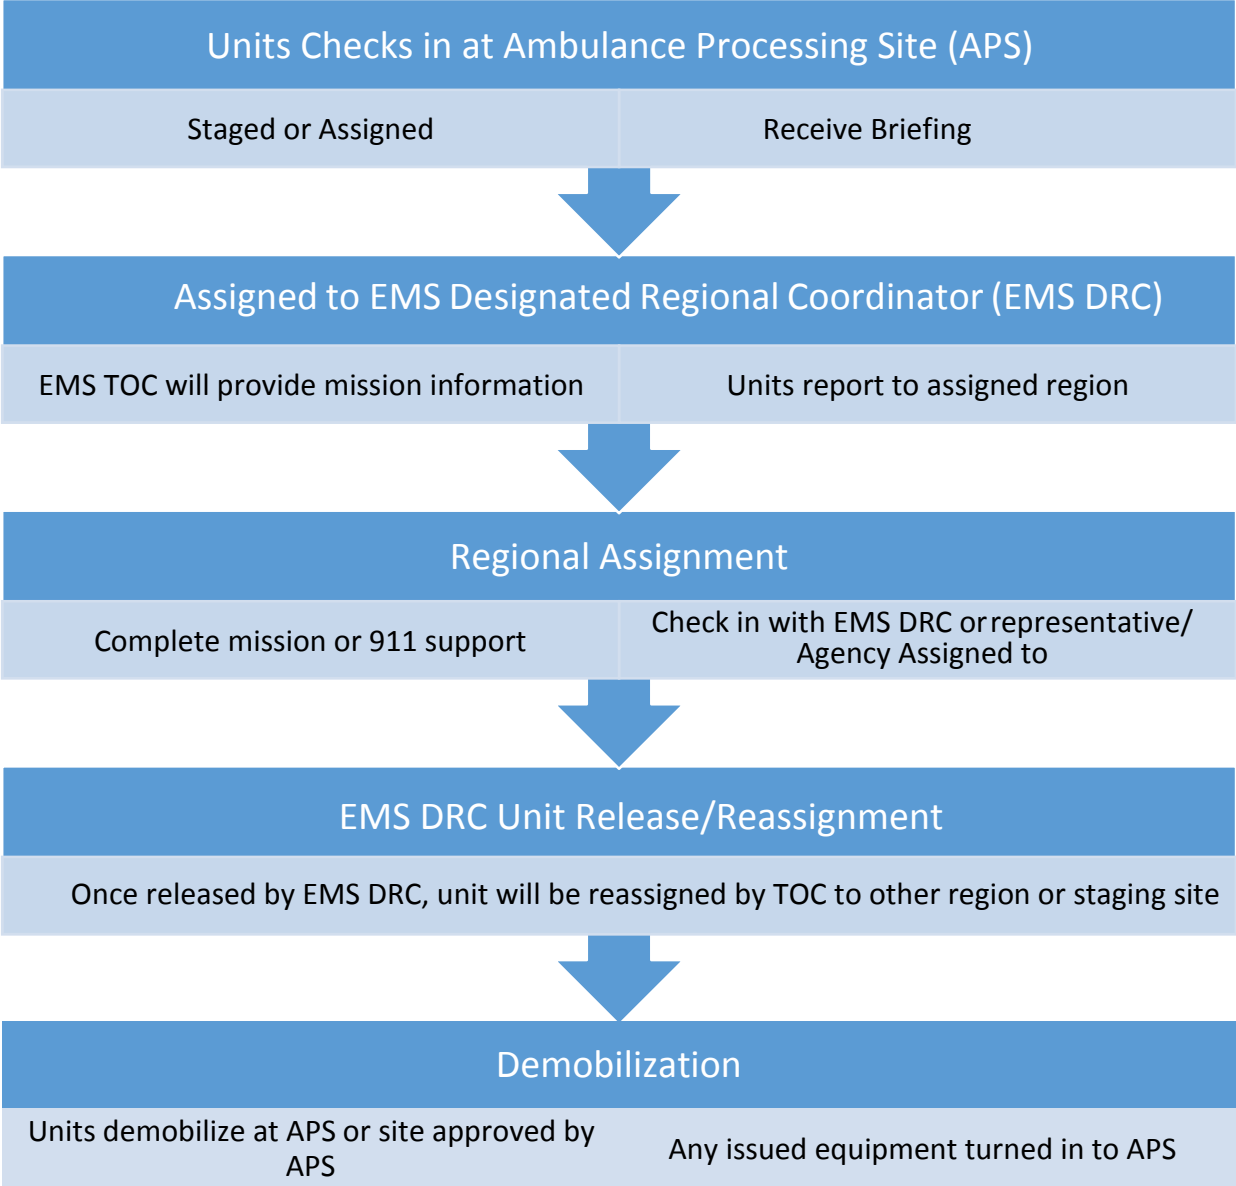 Units Checks in at Ambulance Processing Site (APS)
Staged or Assigned
Receive Briefing
Assigned to EMS Designated Regional Coordinator (EMS DRC)
EMS TOC will provide mission information
Units report to assigned region
Regional Assignment
Complete mission or 911 support
Check in with EMS DRC or representative/
Agency Assigned to
EMS DRC Unit Release/Reassignment
Once released by EMS DRC, unit will be reassigned by TOC to other region or staging site
Demobilization
Units demobilize at APS or site approved by
APS
Any issued equipment turned in to APS